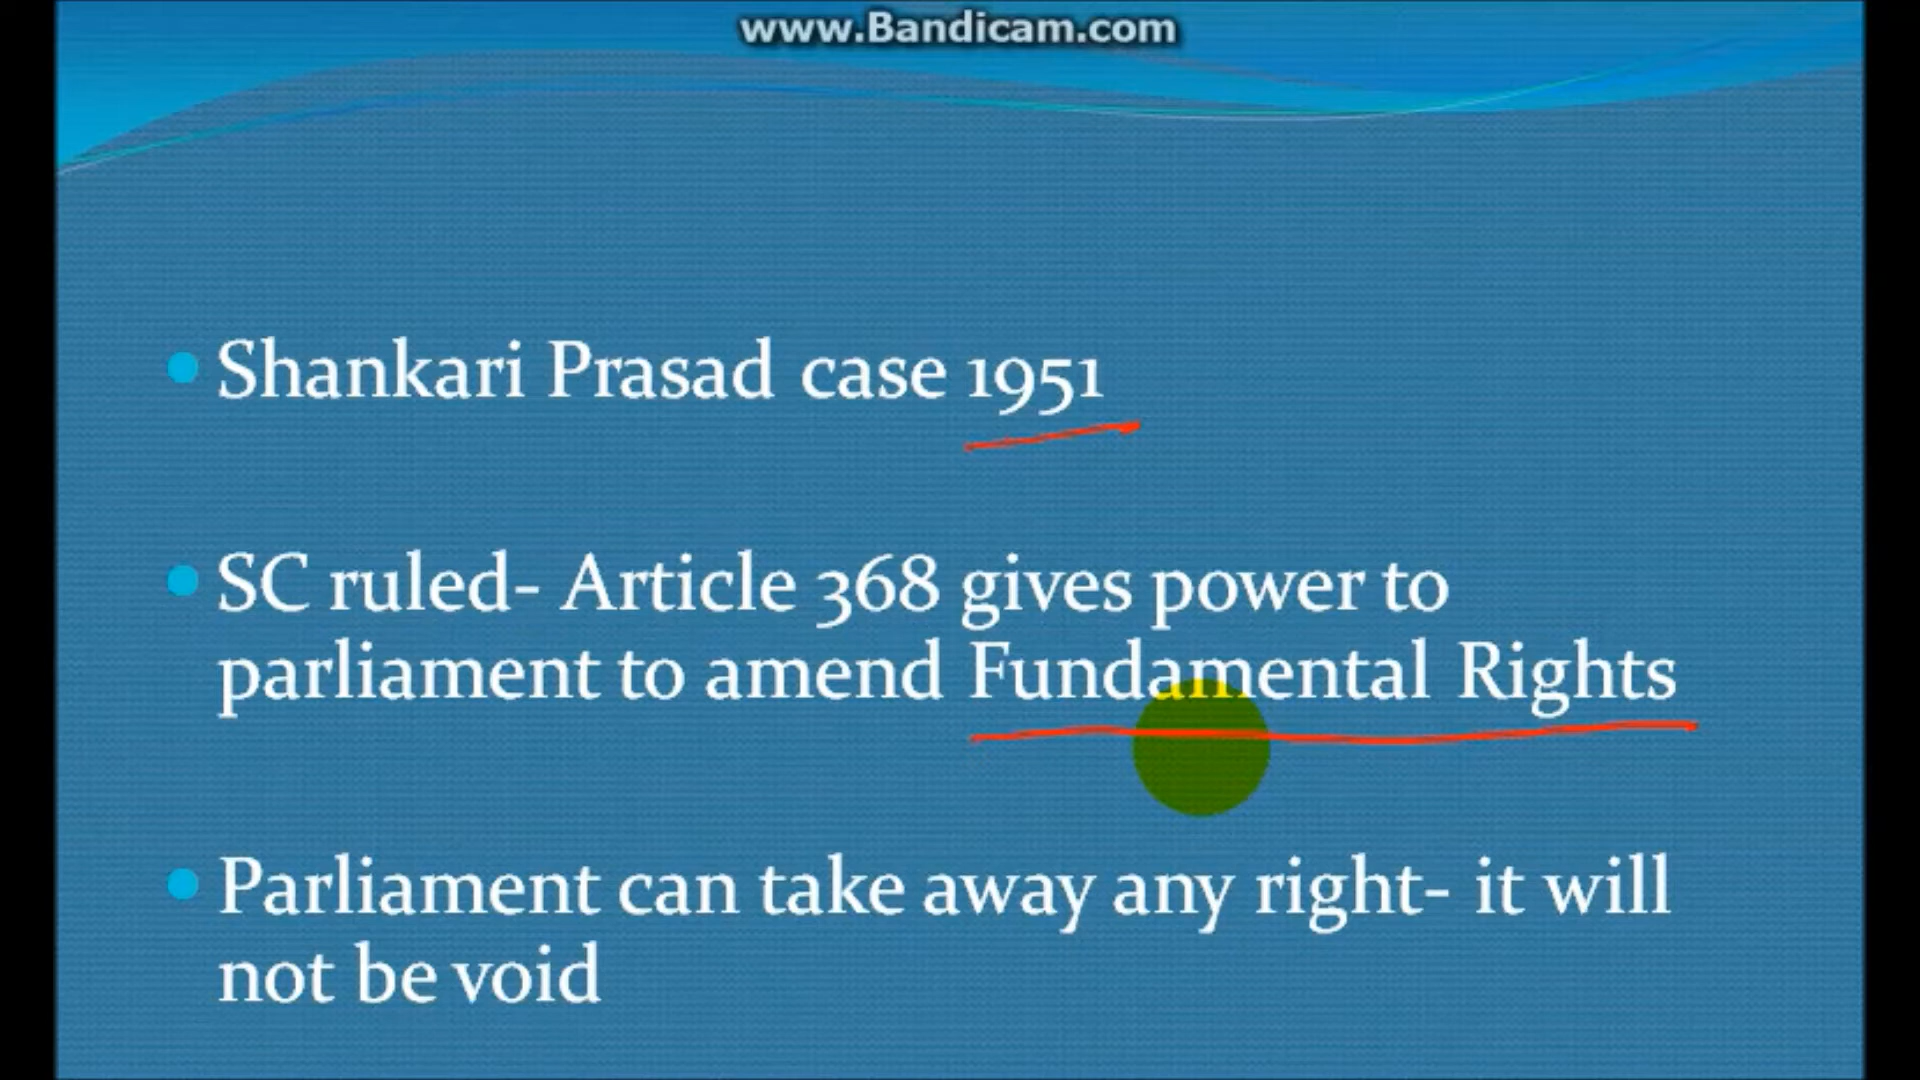 www.Bandicam.com
Shankari Prasad case 1951
SC ruled- Article 368 gives power to
parliament to amend Fundamental Rights
Parliament can take away any right- it will
not be void